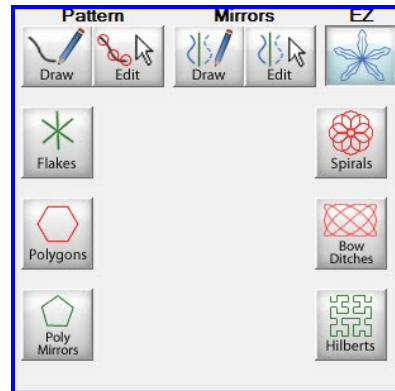 Pattern Mirrors EZ
Draw Edit Draw Edit
Flakes Spirals
Polygons Bow
Ditches
Poly
Mirrors Hilberts